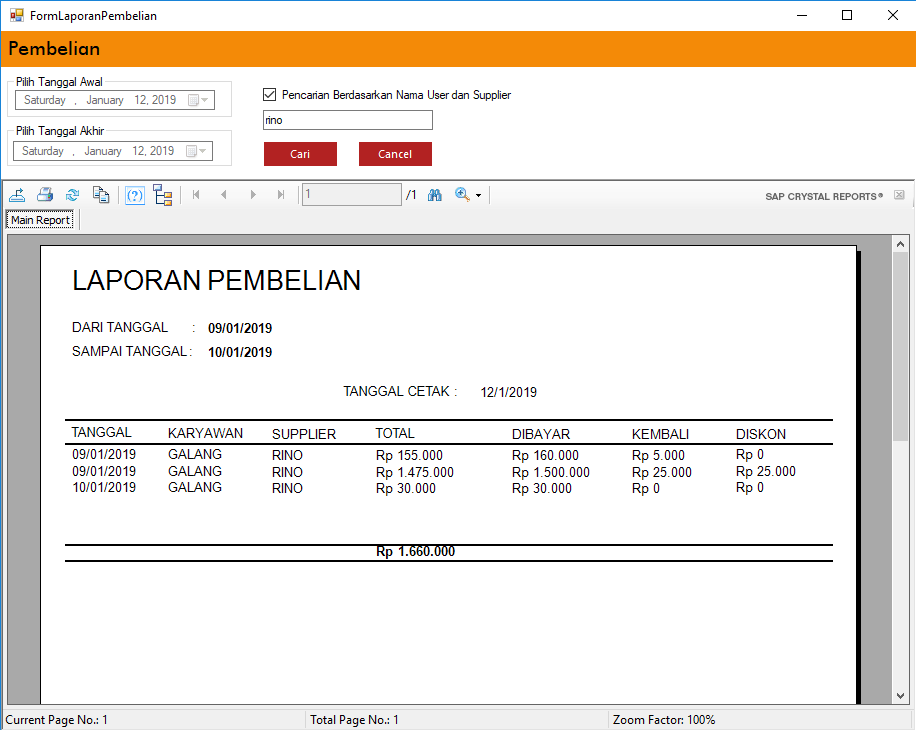 FormLaporanPembelian
Pembelian
Pilih Tanggal Awal
Saturday , January 12, 2019
Pencarian Berdasarkan Nama User dan Supplier
rino
Pilih Tanggal Akhir
Saturday , January 12, 2019
Cari Cancel
(?) 1 /1 SAP CRYSTAL REPORTS®
Main Report
LAPORAN PEMBELIAN
DARI TANGGAL : 09/01/2019
SAMPAI TANGGAL : 10/01/2019
TANGGAL CETAK : 12/1/2019
TANGGAL KARYAWAN SUPPLIER TOTAL DIBAYAR KEMBALI DISKON
09/01/2019 GALANG RINO Rp 155.000 Rp 160.000 Rp 5.000 Rp 0
09/01/2019 GALANG RINO Rp 1.475.000 Rp 1.500.000 Rp 25.000 Rp 25.000
10/01/2019 GALANG RINO Rp 30.000 Rp 30.000 Rp 0 Rp 0
Rp 1.660.000
Current Page No.: 1 Total Page No.: 1 Zoom Factor: 100%